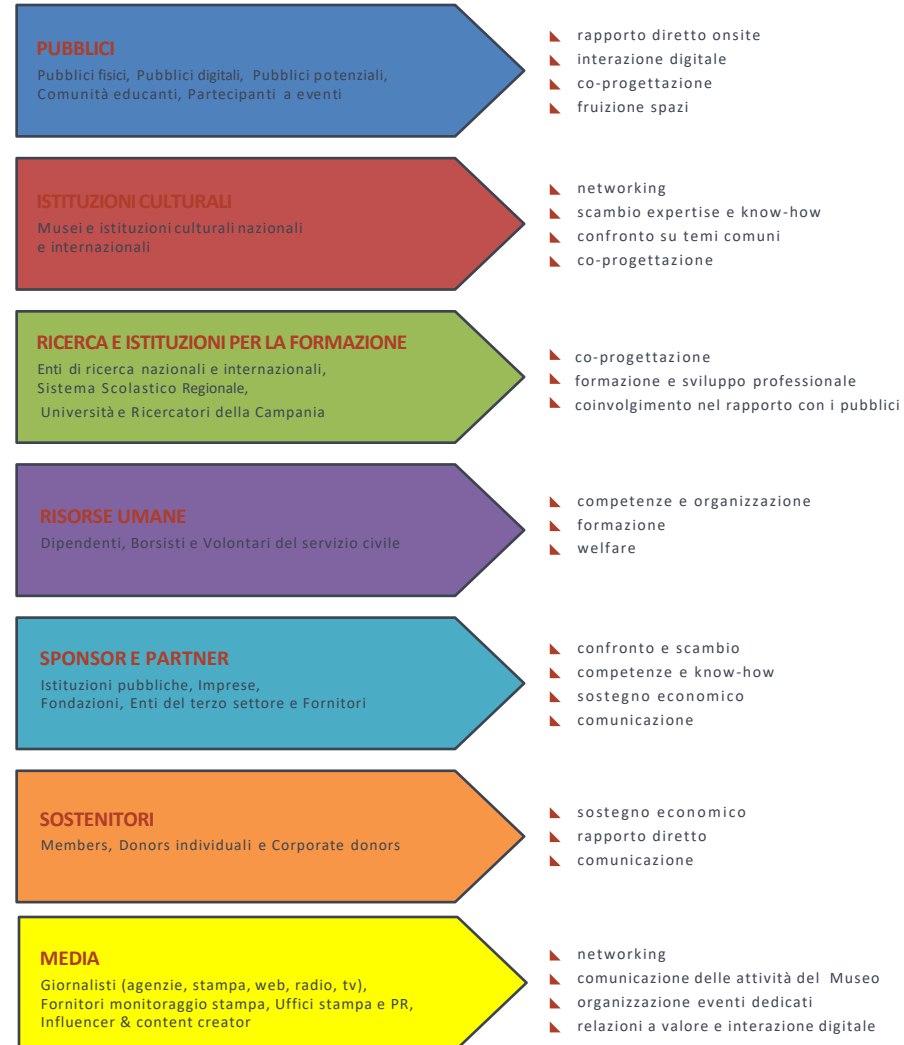 PUBBLICI
Pubblici fisici, Pubblici digitali, Pubblici potenziali,
Comunità educanti, Partecipanti a eventi
rapporto diretto onsite
interazione digitale
co-progettazione
fruizione spazi
ISTITUZIONI CULTURALI
Musei e istituzioni culturali nazionali
e internazionali
networking
scambio expertise e know-how
confronto su temi comuni
co-progettazione
RICERCA E ISTITUZIONI PER LA FORMAZIONE
Enti di ricerca nazionali e internazionali,
Sistema Scolastico Regionale,
Università e Ricercatori della Campania
co-progettazione
formazione e sviluppo professionale
coinvolgimento nel rapporto con i pubblici
RISORSE UMANE
Dipendenti, Borsisti e Volontari del servizio civile
competenze e organizzazione
formazione
welfare
SPONSOR E PARTNER
Istituzioni pubbliche, Imprese,
Fondazioni, Enti del terzo settore e Fornitori
confronto e scambio
competenze e know-how
sostegno economico
comunicazione
SOSTENITORI
Members, Donors individuali e Corporate donors
sostegno economico
rapporto diretto
comunicazione
MEDIA
Giornalisti (agenzie, stampa, web, radio, tv),
Fornitori monitoraggio stampa, Uffici stampa e PR,
Influencer & content creator
networking
comunicazione delle attività del Museo
organizzazione eventi dedicati
relazioni a valore e interazione digitale